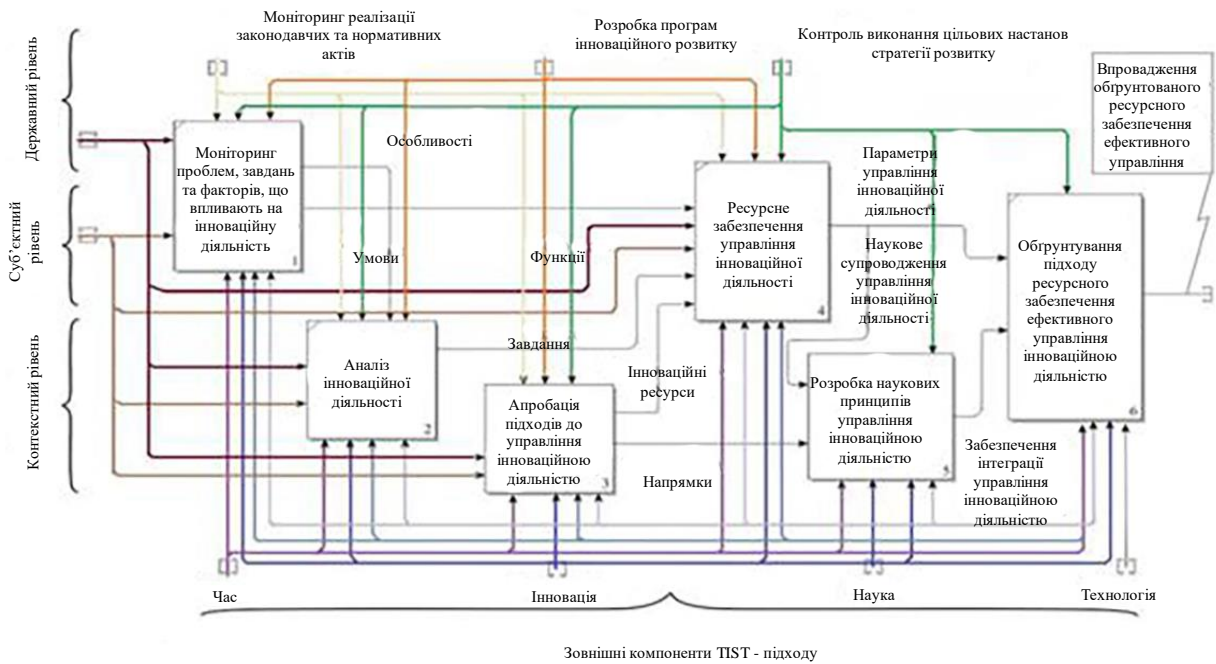 Моніторинг реалізації
законодавчих та нормативних
актів
Розробка програм
інноваційного розвитку
Контроль виконання цільових настанов
стратегії розвитку
Впровадження
обґрунтованого
ресурсного
забезпечення
ефективного
управління
Державний рівень
Суб’єктний
рівень
Контекстний рівень
Моніторинг
проблем, завдань
та факторів, що
впливають на
інноваційну
діяльність
1
Особливості
Умови
Функції
Ресурсне
забезпечення
управління
інноваційної
діяльності
4
Параметри
управління
інноваційної
діяльності
Наукове
супроводження
управління
інноваційної
діяльності
Обґрунтування
підходу
ресурсного
забезпечення
ефективного
управління
інноваційною
діяльністю
6
Аналіз
інноваційної
діяльності
2
Завдання
Інноваційні
ресурси
Апробація
підходів до
управління
інноваційною
діяльністю
3
Розробка наукових
принципів
управління
інноваційною
діяльністю
5
Напрямки
Забезпечення
інтеграції
управління
інноваційною
діяльністю
Час
Інновація
Наука
Технологія
Зовнішні компоненти TIST - підходу